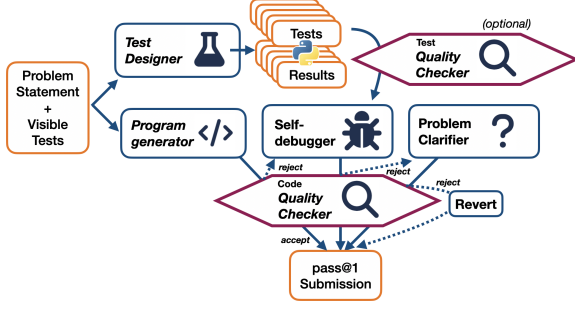 (optional)
Problem
Statement
+
Visible
Tests
Test
Designer
Tests
Results
Test
Quality
Checker
Program
generator
</>
Self-
debugger
Problem
Clarifier
?
reject
reject
reject
Code
Quality
Checker
Revert
accept
pass@1
Submission